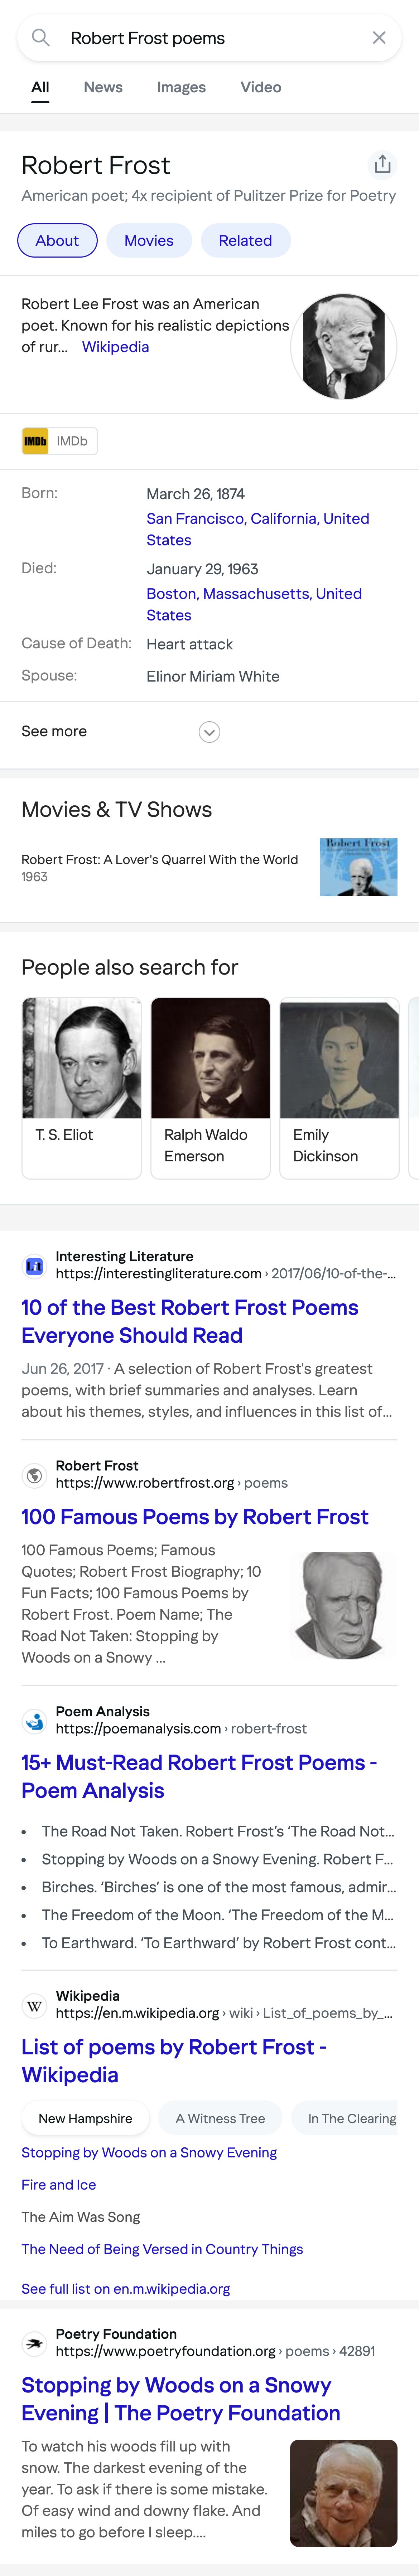 Robert Frost poems
All News Images Video
Robert Frost
American poet; 4x recipient of Pulitzer Prize for Poetry
About Movies Related
Robert Lee Frost was an American
poet. Known for his realistic depictions
of rur... Wikipedia
IMDb IMDb
Born: March 26, 1874
San Francisco, California, United
States
Died: January 29, 1963
Boston, Massachusetts, United
States
Cause of Death: Heart attack
Spouse: Elinor Miriam White
See more
Movies & TV Shows
Robert Frost
Robert Frost: A Lover's Quarrel With the World
1963
People also search for
T. S. Eliot
Ralph Waldo
Emerson
Emily
Dickinson
Interesting Literature
https://interestingliterature.com › 2017/06/10-of-the-...
10 of the Best Robert Frost Poems
Everyone Should Read
Jun 26, 2017 · A selection of Robert Frost's greatest
poems, with brief summaries and analyses. Learn
about his themes, styles, and influences in this list of...
Robert Frost
https://www.robertfrost.org › poems
100 Famous Poems by Robert Frost
100 Famous Poems; Famous
Quotes; Robert Frost Biography; 10
Fun Facts; 100 Famous Poems by
Robert Frost. Poem Name; The
Road Not Taken: Stopping by
Woods on a Snowy ...
Poem Analysis
https://poemanalysis.com › robert-frost
15+ Must-Read Robert Frost Poems -
Poem Analysis
• The Road Not Taken. Robert Frost's ‘The Road Not...
• Stopping by Woods on a Snowy Evening. Robert F...
• Birches. ‘Birches’ is one of the most famous, admir...
• The Freedom of the Moon. ‘The Freedom of the M...
• To Earthward. ‘To Earthward’ by Robert Frost cont...
W
Wikipedia
https://en.m.wikipedia.org › wiki › List_of_poems_by_...
List of poems by Robert Frost -
Wikipedia
New Hampshire A Witness Tree In The Clearing
Stopping by Woods on a Snowy Evening
Fire and Ice
The Aim Was Song
The Need of Being Versed in Country Things
See full list on en.m.wikipedia.org
Poetry Foundation
https://www.poetryfoundation.org › poems › 42891
Stopping by Woods on a Snowy
Evening | The Poetry Foundation
To watch his woods fill up with
snow. The darkest evening of the
year. To ask if there is some mistake.
Of easy wind and downy flake. And
miles to go before I sleep....